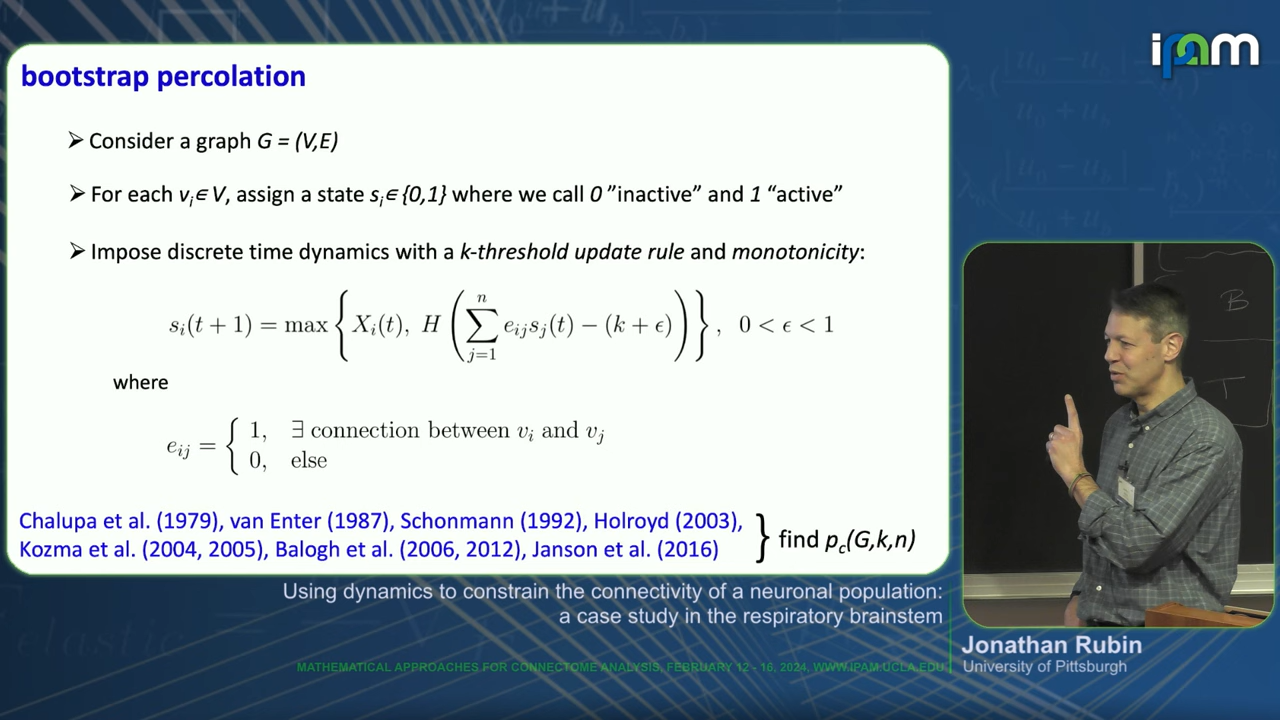 ipam
bootstrap percolation
➢ Consider a graph G = (V,E)
➢ For each vᵢ∈ V, assign a state sᵢ∈{0,1} where we call 0 ”inactive” and 1 “active”
➢ Impose discrete time dynamics with a k-threshold update rule and monotonicity:
sᵢ(t + 1) = max { Xᵢ(t), H ( ∑ⁿⱼ₌₁ eᵢⱼsⱼ(t) − (k + ϵ) ) } , 0 < ϵ < 1
where
eᵢⱼ = { 1, ∃ connection between vᵢ and vⱼ
0, else
Chalupa et al. (1979), van Enter (1987), Schonmann (1992), Holroyd (2003),
Kozma et al. (2004, 2005), Balogh et al. (2006, 2012), Janson et al. (2016)
} find p_c(G,k,n)
B
T
Using dynamics to constrain the connectivity of a neuronal population:
a case study in the respiratory brainstem
Jonathan Rubin
University of Pittsburgh
MATHEMATICAL APPROACHES FOR CONNECTOME ANALYSIS, FEBRUARY 12 - 16, 2024, WWW.IPAM.UCLA.EDU